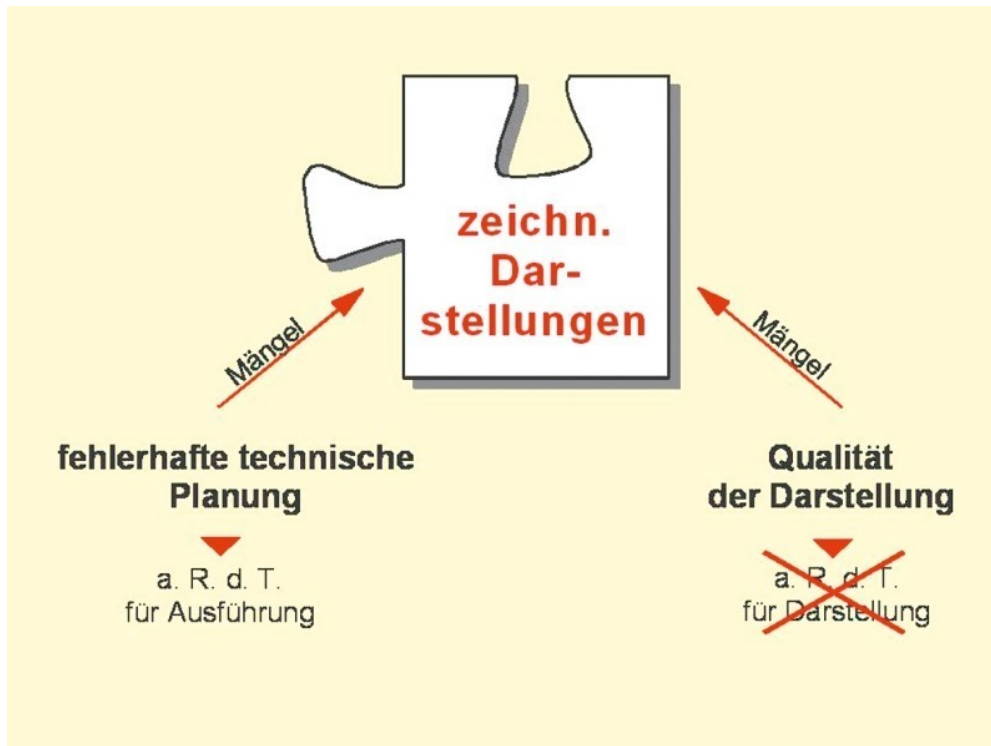 zeichn.
Dar-
stellungen
Mängel
Mängel
fehlerhafte technische
Planung
a. R. d. T.
für Ausführung
Qualität
der Darstellung
a. R. d. T.
für Darstellung